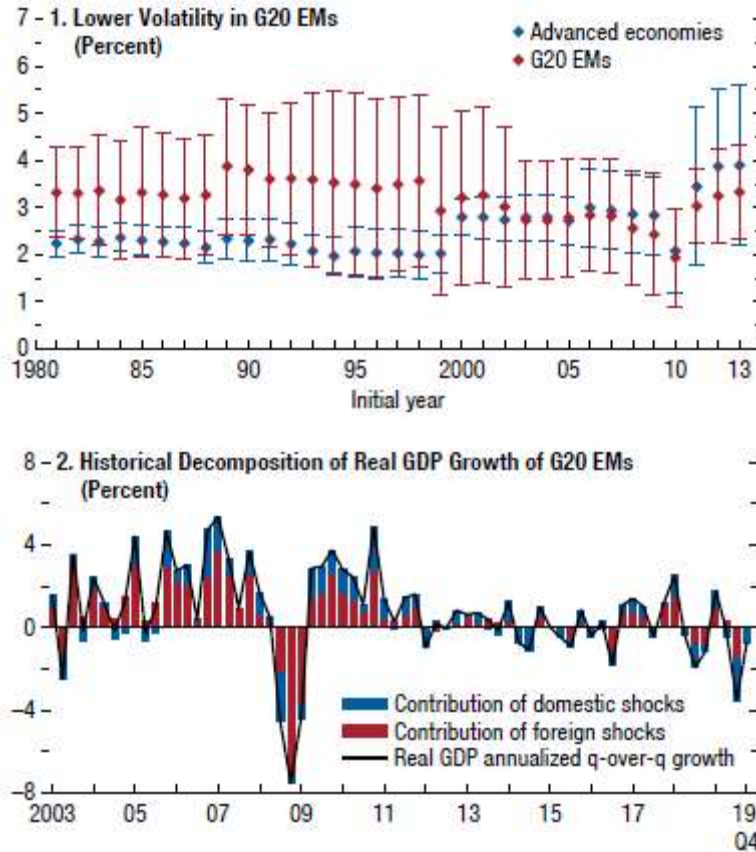 1. Lower Volatility in G20 EMs
(Percent)
Advanced economies
G20 EMs
7
6
5
4
3
2
1
0
1980 85 90 95 2000 05 10 13
Initial year
2. Historical Decomposition of Real GDP Growth of G20 EMs
(Percent)
8
4
0
–4
–8
Contribution of domestic shocks
Contribution of foreign shocks
Real GDP annualized q-over-q growth
2003 05 07 09 11 13 15 17 19
Q4